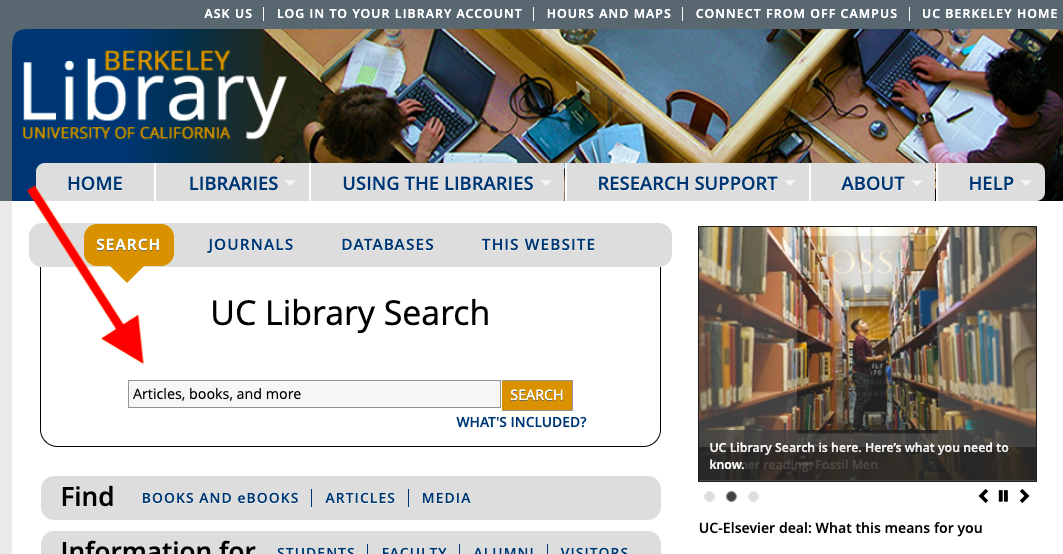 ASK US LOG IN TO YOUR LIBRARY ACCOUNT HOURS AND MAPS CONNECT FROM OFF CAMPUS UC BERKELEY HOME
BERKELEY
Library
UNIVERSITY OF CALIFORNIA
HOME LIBRARIES USING THE LIBRARIES RESEARCH SUPPORT ABOUT HELP
SEARCH JOURNALS DATABASES THIS WEBSITE
UC Library Search
Articles, books, and more SEARCH
WHAT'S INCLUDED?
Find BOOKS AND eBOOKS ARTICLES MEDIA
Information for STUDENTS FACULTY ALUMNI VISITORS
FOSSIL
UC Library Search is here. Here's what you need to
know. reading: Fossil Men
UC-Elsevier deal: What this means for you